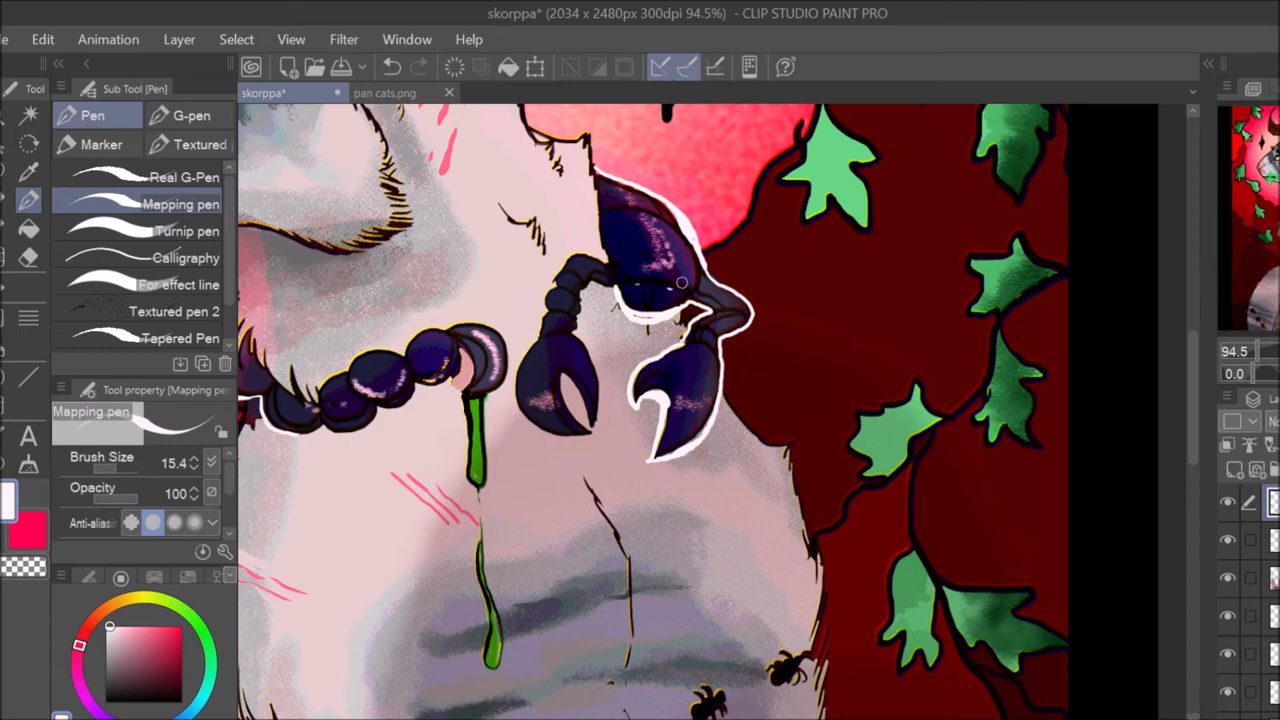 skorppa* (2034 x 2480px 300dpi 94.5%) - CLIP STUDIO PAINT PRO
Edit Animation Layer Select View Filter Window Help
Tool
Sub Tool [Pen]
skorppa*
pan cats.png
Pen
G-pen
Marker
Textured
Real G-Pen
Mapping pen
Turnip pen
Calligraphy
For effect line
Textured pen 2
Tapered Pen
Tool property [Mapping pen
Mapping pen
Brush Size 15.4
Opacity 100
Anti-alias
A
94.5
0.0
La
No